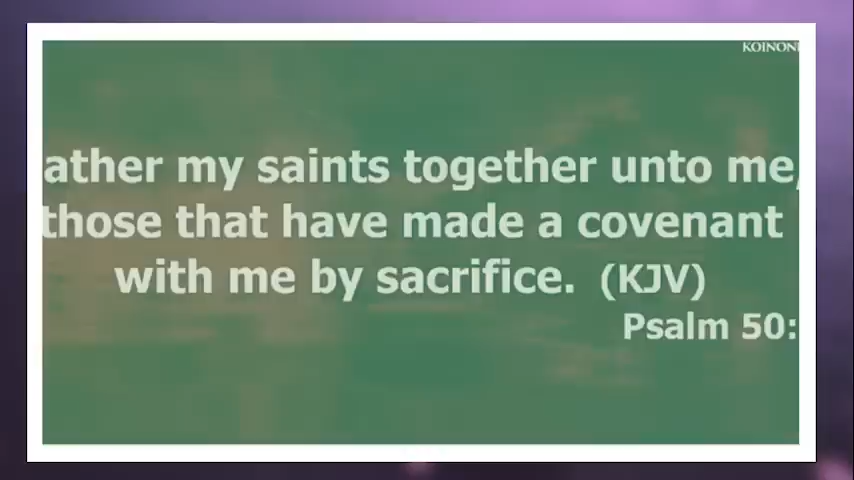 KOINONI
ather my saints together unto me,
those that have made a covenant
with me by sacrifice. (KJV)
Psalm 50: